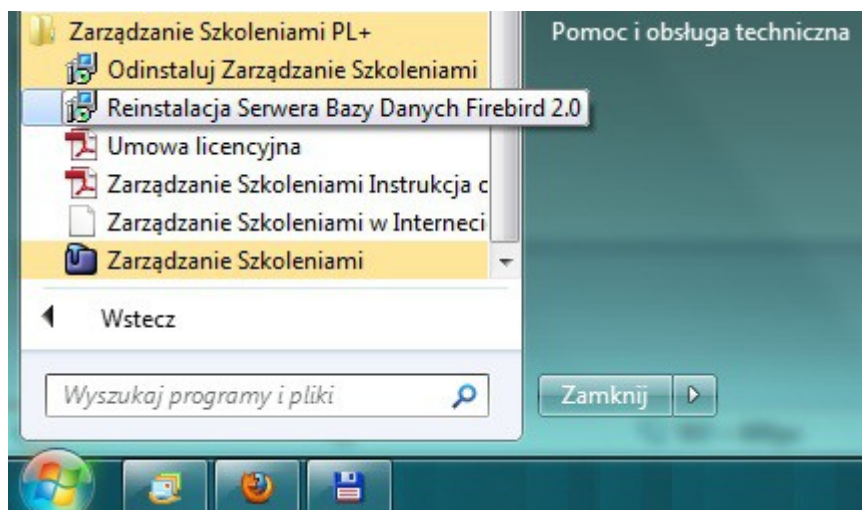 Zarządzanie Szkoleniami PL+
Odinstaluj Zarządzanie Szkoleniami
Reinstalacja Serwera Bazy Danych Firebird 2.0
Umowa licencyjna
Zarządzanie Szkoleniami Instrukcja c
Zarządzanie Szkoleniami w Interneci
Zarządzanie Szkoleniami
Wstecz
Wyszukaj programy i pliki
Pomoc i obsługa techniczna
Zamknij